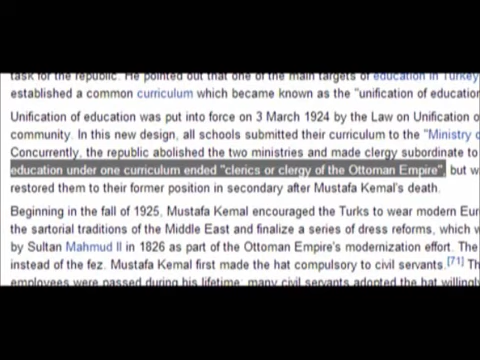 task for the republic. He pointed out that one of the main targets of education in Turkey
established a common curriculum which became known as the "unification of education
Unification of education was put into force on 3 March 1924 by the Law on Unification o
community. In this new design, all schools submitted their curriculum to the "Ministry o
Concurrently, the republic abolished the two ministries and made clergy subordinate to
education under one curriculum ended "clerics or clergy of the Ottoman Empire", but w
restored them to their former position in secondary after Mustafa Kemal's death.
Beginning in the fall of 1925, Mustafa Kemal encouraged the Turks to wear modern Eur
the sartorial traditions of the Middle East and finalize a series of dress reforms, which w
by Sultan Mahmud II in 1826 as part of the Ottoman Empire's modernization effort. The
instead of the fez. Mustafa Kemal first made the hat compulsory to civil servants.[71] Th
employees were passed during his lifetime; many civil servants adopted the hat willingl